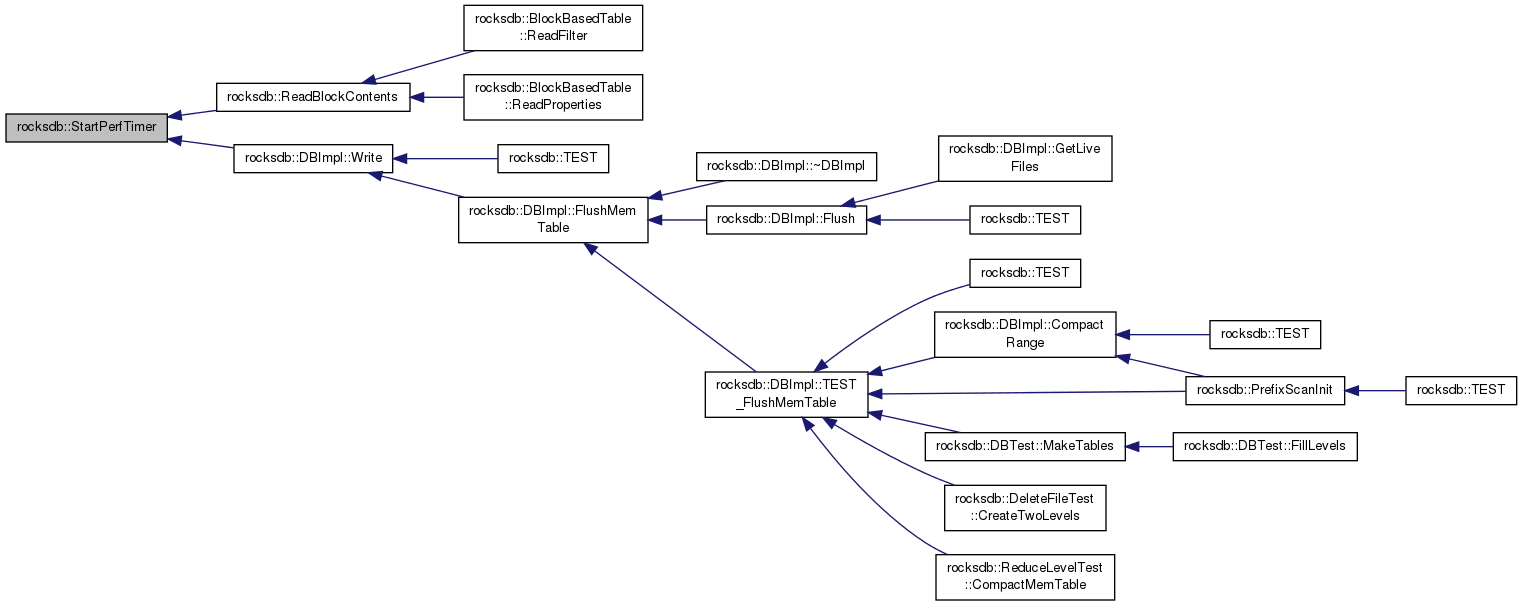 rocksdb::BlockBasedTable
::ReadFilter
rocksdb::ReadBlockContents
rocksdb::BlockBasedTable
::ReadProperties
rocksdb::StartPerfTimer
rocksdb::DBImpl::Write
rocksdb::TEST
rocksdb::DBImpl::~DBImpl
rocksdb::DBImpl::GetLive
Files
rocksdb::DBImpl::FlushMem
Table
rocksdb::DBImpl::Flush
rocksdb::TEST
rocksdb::TEST
rocksdb::DBImpl::Compact
Range
rocksdb::TEST
rocksdb::DBImpl::TEST
_FlushMemTable
rocksdb::PrefixScanInit
rocksdb::TEST
rocksdb::DBTest::MakeTables
rocksdb::DBTest::FillLevels
rocksdb::DeleteFileTest
::CreateTwoLevels
rocksdb::ReduceLevelTest
::CompactMemTable